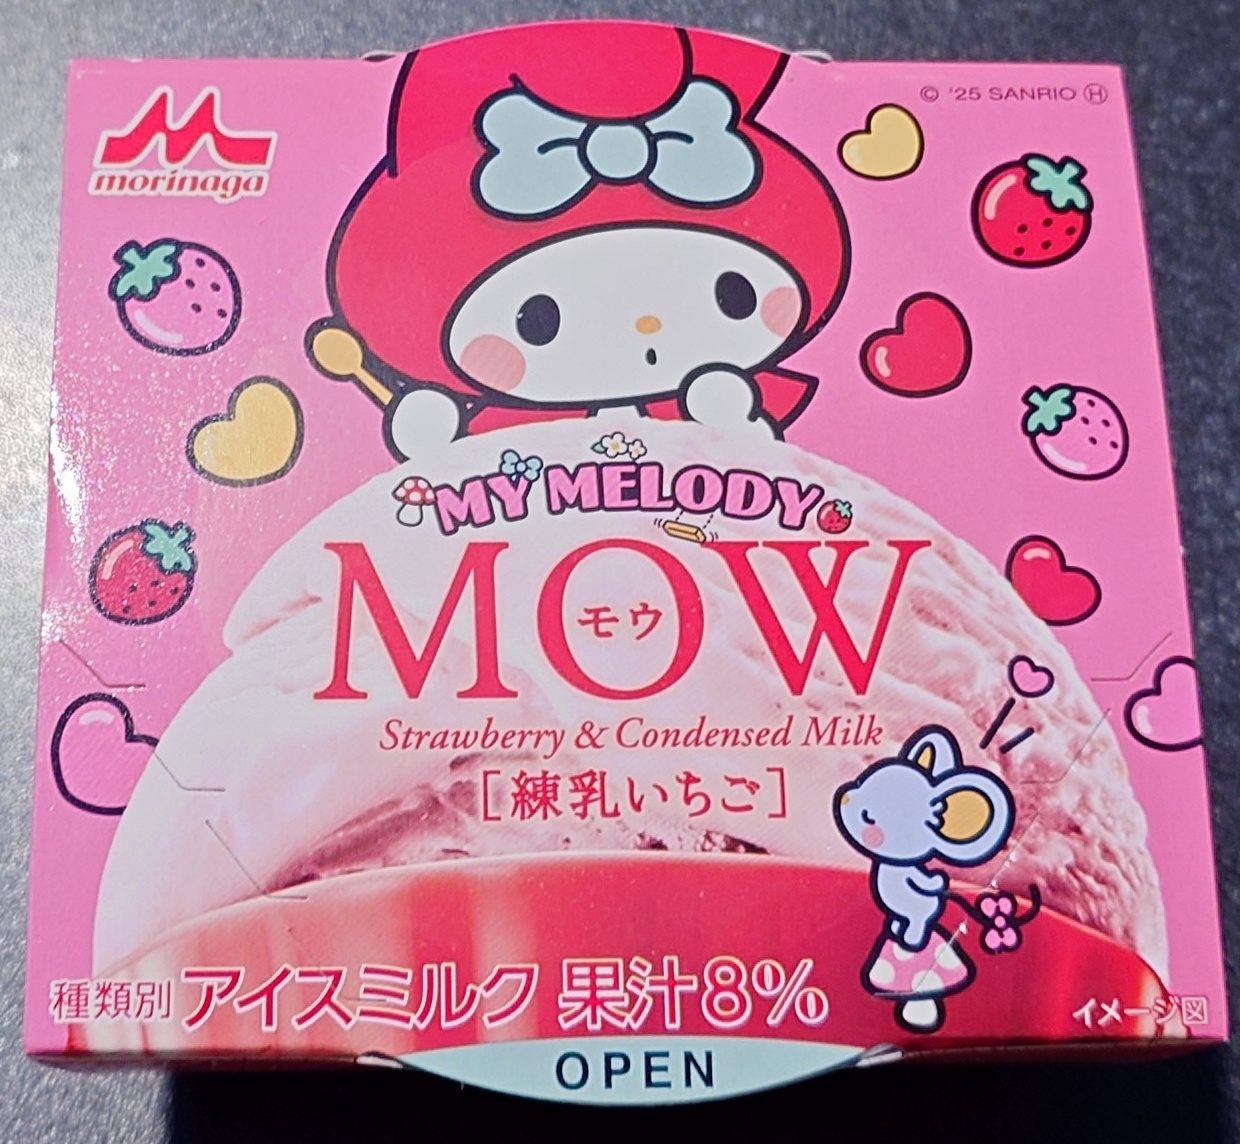 morinaga
© '25 SANRIO Ⓗ
MY MELODY
MOW
モウ
Strawberry & Condensed Milk
[練乳いちご]
種類別 アイスミルク 果汁8%
イメージ図
OPEN